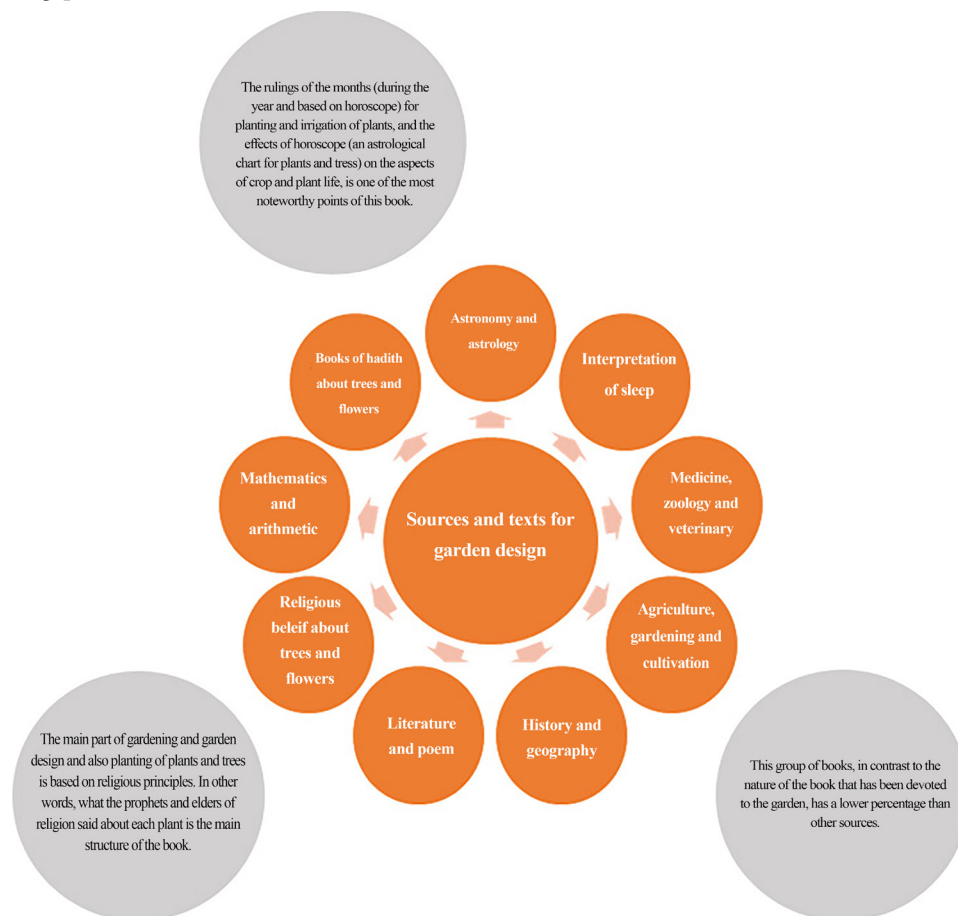 The rulings of the months (during the
year and based on horoscope) for
planting and irrigation of plants, and the
effects of horoscope (an astrological
chart for plants and tress) on the aspects
of crop and plant life, is one of the most
noteworthy points of this book.
Astronomy and
astrology
Interpretation
of sleep
Books of hadith
about trees and
flowers
Medicine,
zoology and
veterinary
Mathematics
and
arithmetic
Sources and texts for
garden design
Agriculture,
gardening and
cultivation
Religious
beleif about
trees and
flowers
History and
geography
Literature
and poem
The main part of gardening and garden
design and also planting of plants and trees
is based on religious principles. In other
words, what the prophets and elders of
religion said about each plant is the main
structure of the book.
This group of books, in contrast to the
nature of the book that has been devoted
to the garden, has a lower percentage than
other sources.